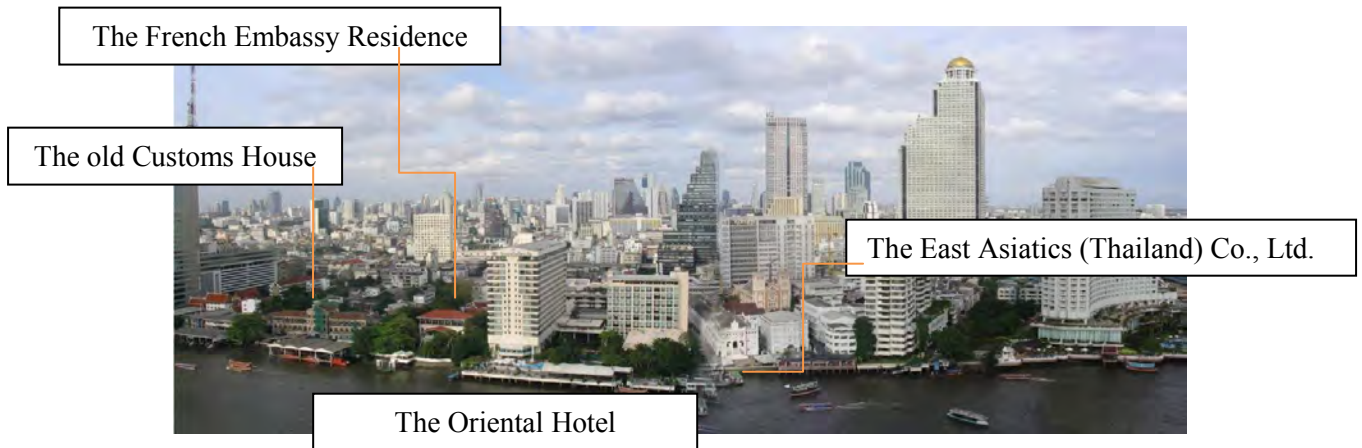 The French Embassy Residence
The old Customs House
The East Asiatics (Thailand) Co., Ltd.
The Oriental Hotel